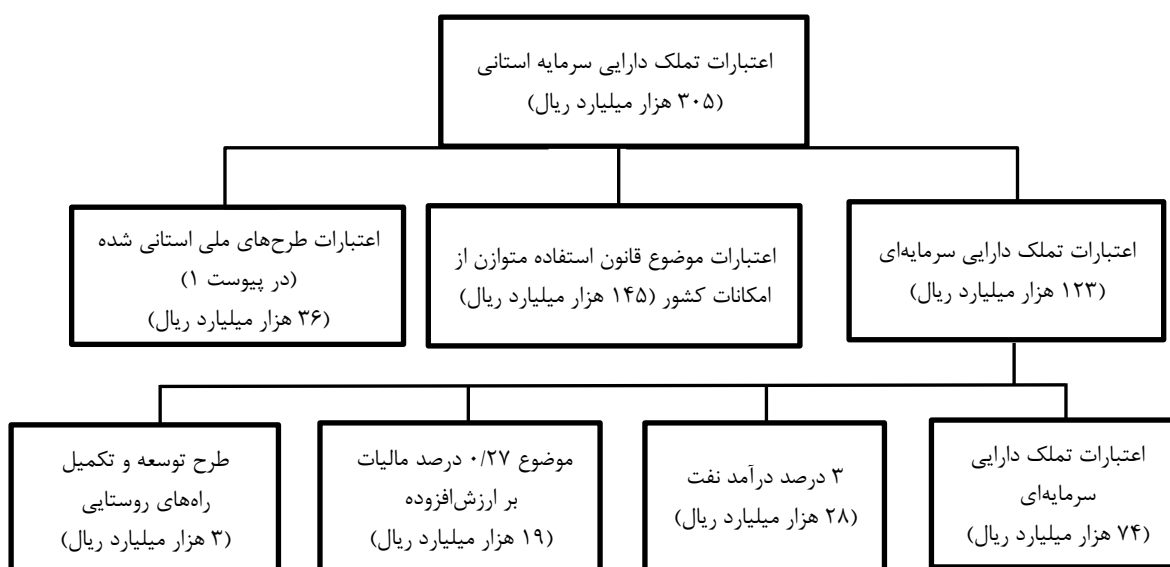 اعتبارات تملک دارایی سرمایه استانی
(۳۰۵ هزار میلیارد ریال)
اعتبارات تملک دارایی سرمایه‌ای
(۱۲۳ هزار میلیارد ریال)
اعتبارات موضوع قانون استفاده متوازن از
امکانات کشور (۱۴۵ هزار میلیارد ریال)
اعتبارات طرح‌های ملی استانی شده
(در پیوست ۱)
(۳۶ هزار میلیارد ریال)
اعتبارات تملک دارایی
سرمایه‌ای
(۷۴ هزار میلیارد ریال)
۳ درصد درآمد نفت
(۲۸ هزار میلیارد ریال)
موضوع ۰/۲۷ درصد مالیات
بر ارزش‌افزوده
(۱۹ هزار میلیارد ریال)
طرح توسعه و تکمیل
راه‌های روستایی
(۳ هزار میلیارد ریال)